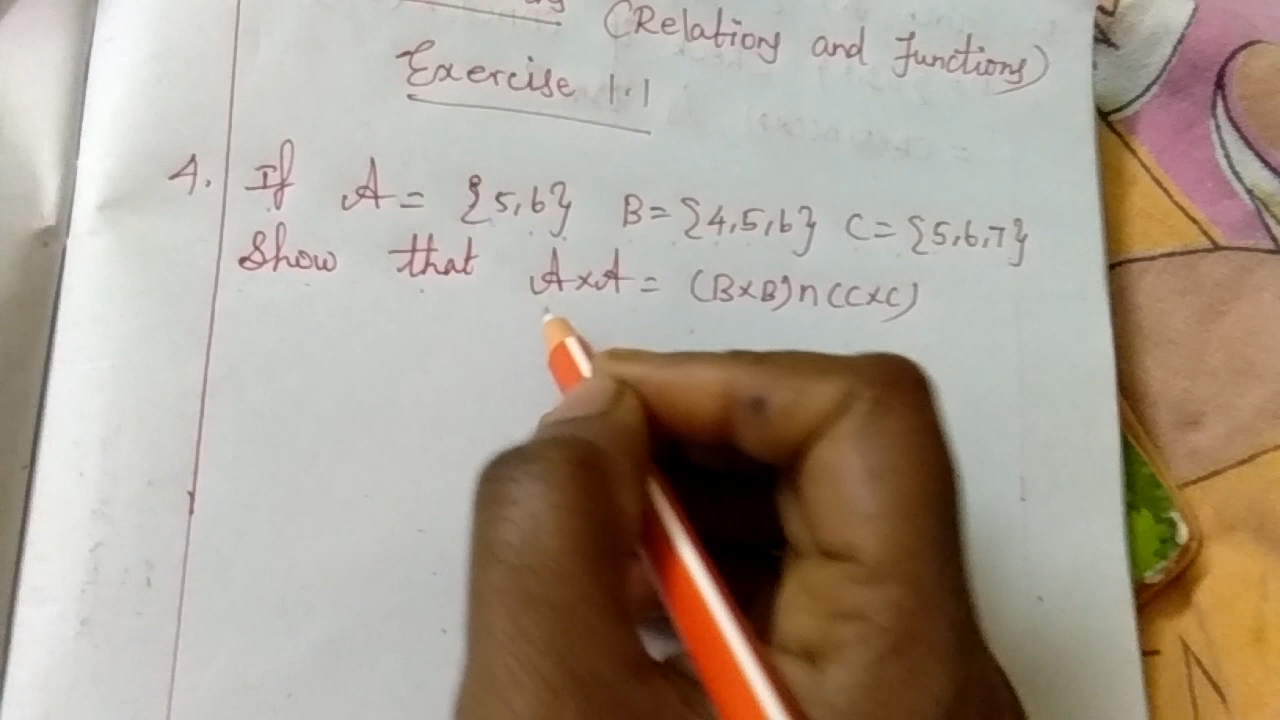 (Relations and functions)
Exercise 1.1
4. If A = {5,6} B = {4,5,6} C = {5,6,7}
Show that A×A = (B×B)∩(C×C)